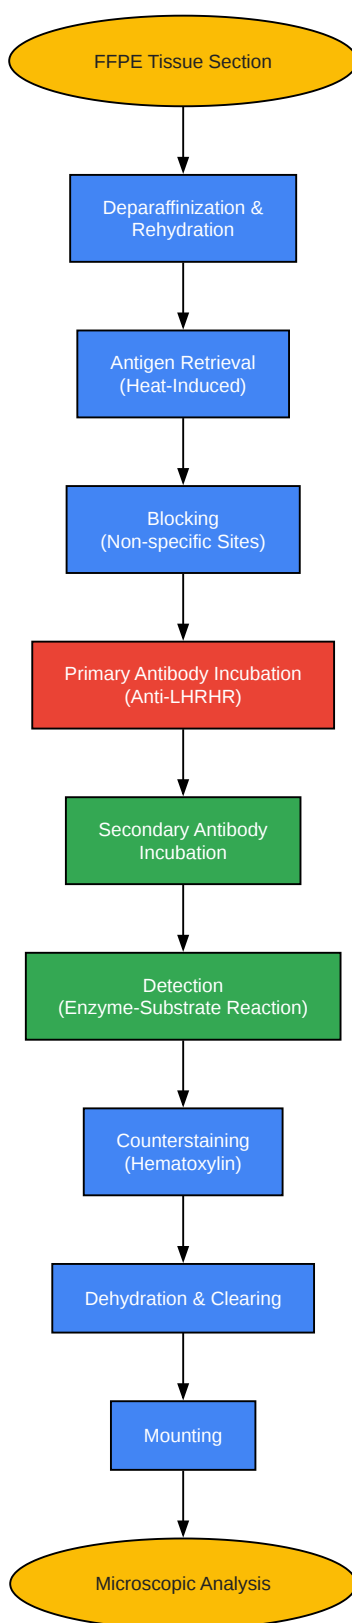 FFPE Tissue Section
Deparaffinization &
Rehydration
Antigen Retrieval
(Heat-Induced)
Blocking
(Non-specific Sites)
Primary Antibody Incubation
(Anti-LHRHR)
Secondary Antibody
Incubation
Detection
(Enzyme-Substrate Reaction)
Counterstaining
(Hematoxylin)
Dehydration & Clearing
Mounting
Microscopic Analysis